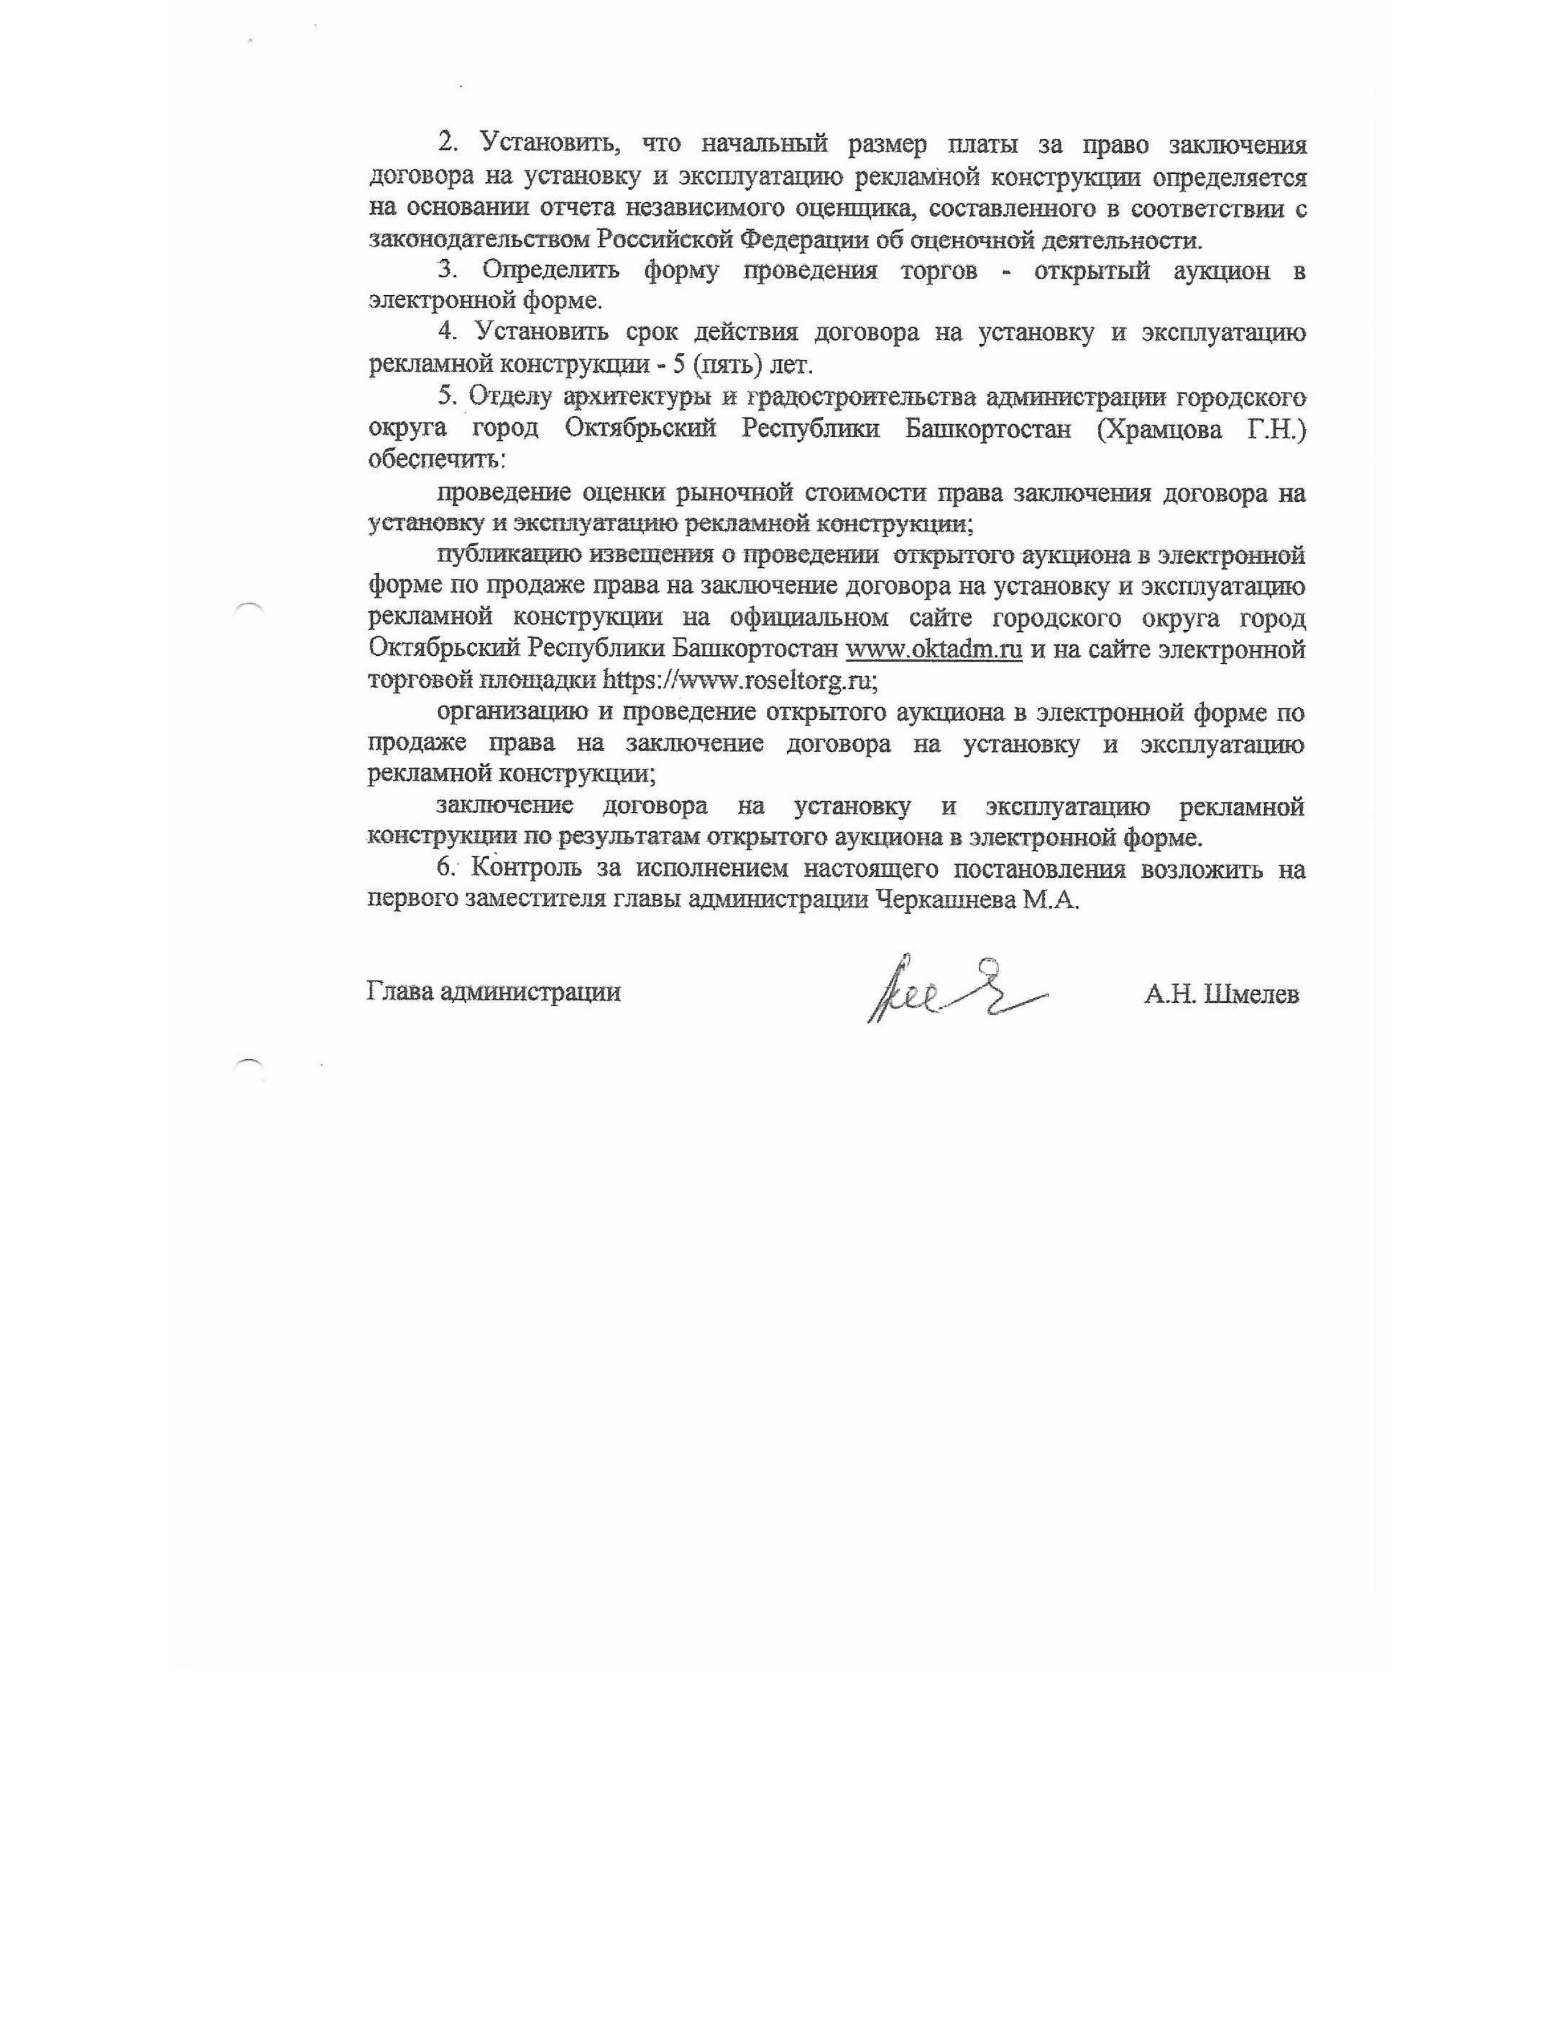 2. Установить, что начальный размер платы за право заключения
договора на установку и эксплуатацию рекламной конструкции определяется
на основании отчета независимого оценщика, составленного в соответствии с
законодательством Российской Федерации об оценочной деятельности.
3. Определить форму проведения торгов - открытый аукцион в
электронной форме.
4. Установить срок действия договора на установку и эксплуатацию
рекламной конструкции - 5 (пять) лет.
5. Отделу архитектуры и градостроительства администрации городского
округа город Октябрьский Республики Башкортостан (Храмцова Г.Н.)
обеспечить:
проведение оценки рыночной стоимости права заключения договора на
установку и эксплуатацию рекламной конструкции;
публикацию извещения о проведении открытого аукциона в электронной
форме по продаже права на заключение договора на установку и эксплуатацию
рекламной конструкции на официальном сайте городского округа город
Октябрьский Республики Башкортостан www.oktadm.ru и на сайте электронной
торговой площадки https://www.roseltorg.ru;
организацию и проведение открытого аукциона в электронной форме по
продаже права на заключение договора на установку и эксплуатацию
рекламной конструкции;
заключение договора на установку и эксплуатацию рекламной
конструкции по результатам открытого аукциона в электронной форме.
6. Контроль за исполнением настоящего постановления возложить на
первого заместителя главы администрации Черкашнева М.А.
Глава администрации А.Н. Шмелев